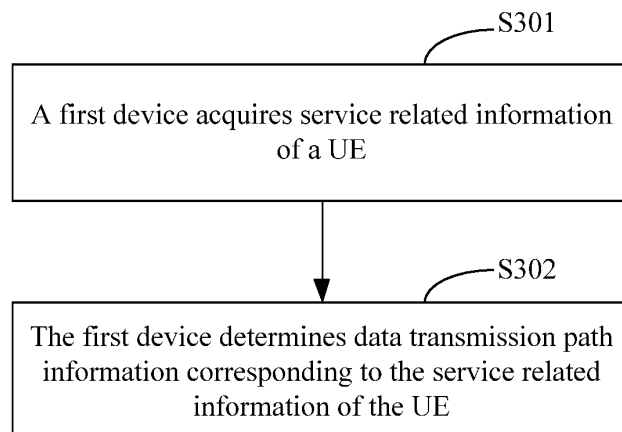 S301
A first device acquires service related information
of a UE
S302
The first device determines data transmission path
information corresponding to the service related
information of the UE